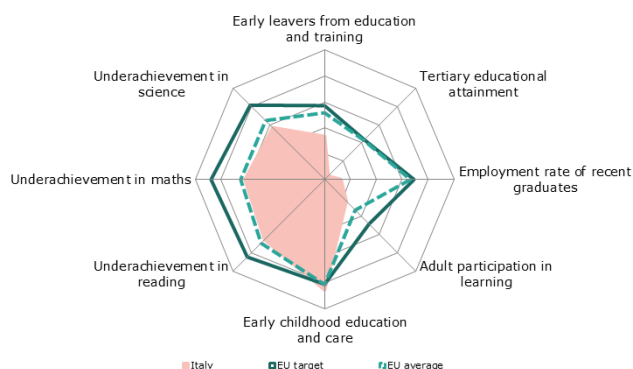 Early leavers from education
and training
Underachievement in
science
Tertiary educational
attainment
Underachievement in maths
Employment rate of recent
graduates
Underachievement in
reading
Adult participation in
learning
Early childhood education
and care
Italy
EU target
EU average